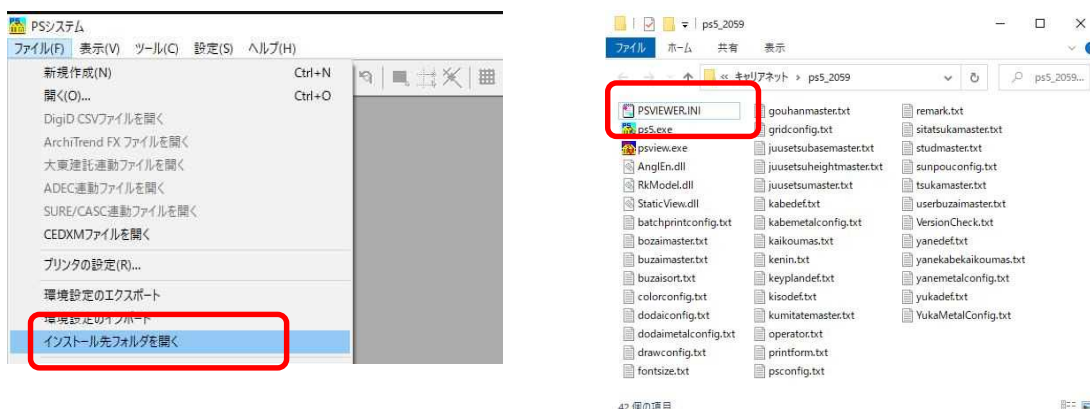 PSシステム
ファイル(F) 表示(V) ツール(C) 設定(S) ヘルプ(H)
新規作成(N) Ctrl+N
開く(O)... Ctrl+O
DigiD CSVファイルを開く
ArchiTrend FX ファイルを開く
大東建託連動ファイルを開く
ADEC連動ファイルを開く
SURE/CASC連動ファイルを開く
CEDXMファイルを開く
プリンタの設定(R)...
環境設定のエクスポート
環境設定のインポート
インストール先フォルダを開く
ps5_2059
ファイル ホーム 共有 表示
« キャリアネット › ps5_2059 ps5_2059...
PSVIEWER.INI
ps5.exe
psview.exe
AnglEn.dll
RkModel.dll
StaticView.dll
batchprintconfig.txt
bozaimaster.txt
buzaimaster.txt
buzaisort.txt
colorconfig.txt
dodaiconfig.txt
dodaimetalconfig.txt
drawconfig.txt
fontsize.txt
gouhanmaster.txt
gridconfig.txt
juusetsubasemaster.txt
juusetsuheightmaster.txt
juusetsumaster.txt
kabedef.txt
kabemetalconfig.txt
kaikoumas.txt
kenin.txt
keyplandef.txt
kisodef.txt
kumitatemaster.txt
operator.txt
printform.txt
psconfig.txt
remark.txt
sitatsukamaster.txt
studmaster.txt
sunpouconfig.txt
tsukamaster.txt
userbuzaimaster.txt
VersionCheck.txt
yanedef.txt
yanekabekaikoumas.txt
yanemetalconfig.txt
yukadef.txt
YukaMetalConfig.txt
42 個の項目